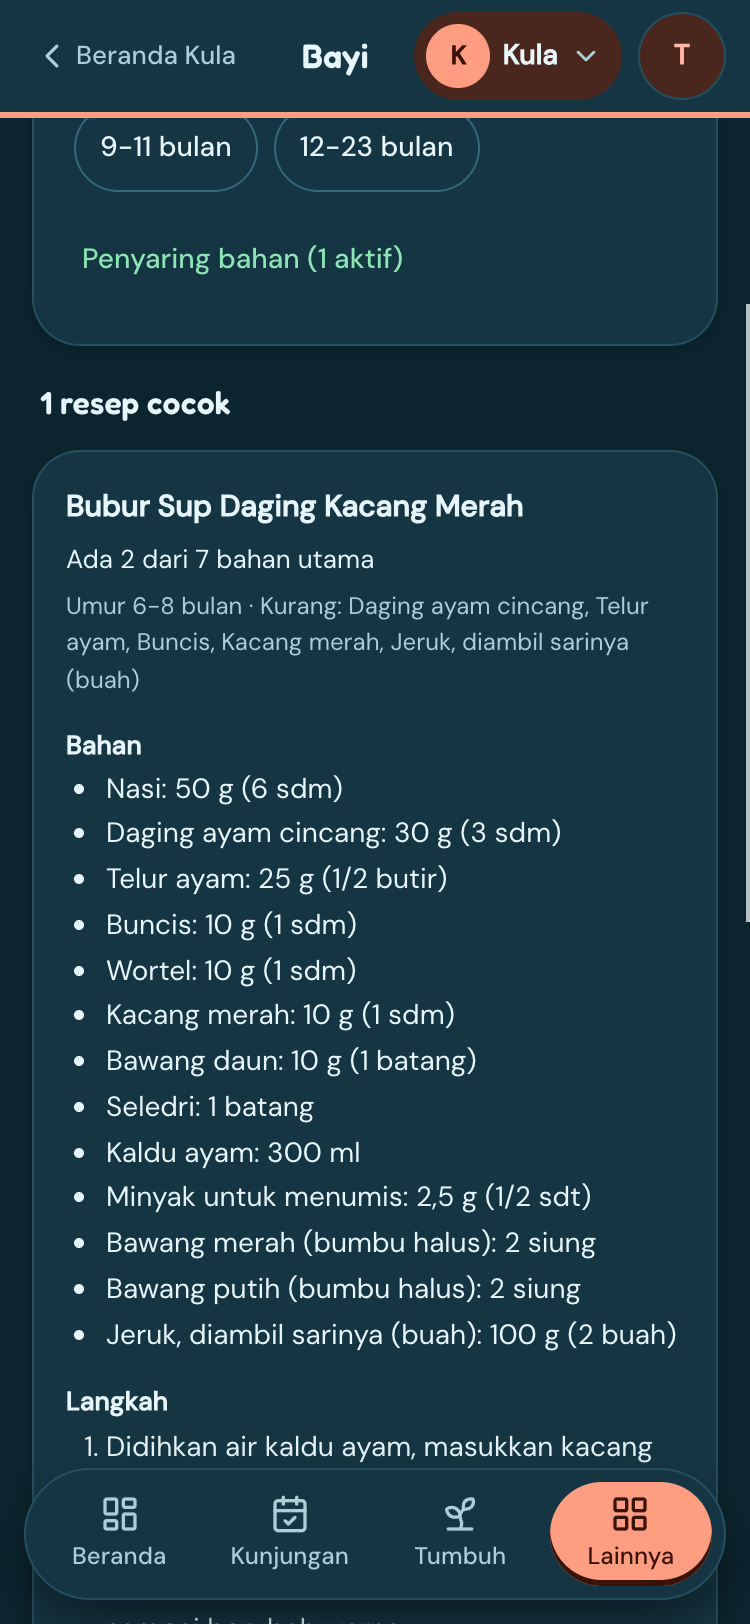 Beranda Kula
Bayi
K
Kula
T
9-11 bulan
12-23 bulan
Penyaring bahan (1 aktif)
1 resep cocok
Bubur Sup Daging Kacang Merah
Ada 2 dari 7 bahan utama
Umur 6-8 bulan · Kurang: Daging ayam cincang, Telur
ayam, Buncis, Kacang merah, Jeruk, diambil sarinya
(buah)
Bahan
• Nasi: 50 g (6 sdm)
• Daging ayam cincang: 30 g (3 sdm)
• Telur ayam: 25 g (1/2 butir)
• Buncis: 10 g (1 sdm)
• Wortel: 10 g (1 sdm)
• Kacang merah: 10 g (1 sdm)
• Bawang daun: 10 g (1 batang)
• Seledri: 1 batang
• Kaldu ayam: 300 ml
• Minyak untuk menumis: 2,5 g (1/2 sdt)
• Bawang merah (bumbu halus): 2 siung
• Bawang putih (bumbu halus): 2 siung
• Jeruk, diambil sarinya (buah): 100 g (2 buah)
Langkah
1. Didihkan air kaldu ayam, masukkan kacang
Beranda
Kunjungan
Tumbuh
Lainnya